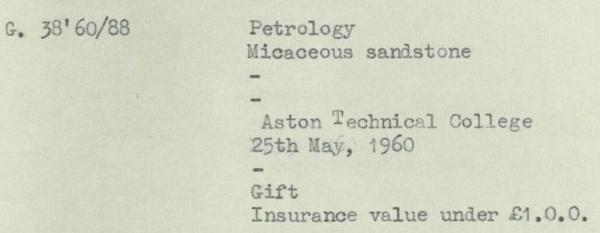 G. 38'60/88 Petrology
Micaceous sandstone
-
-
Aston Technical College
25th May, 1960
-
Gift
Insurance value under £1.0.0.